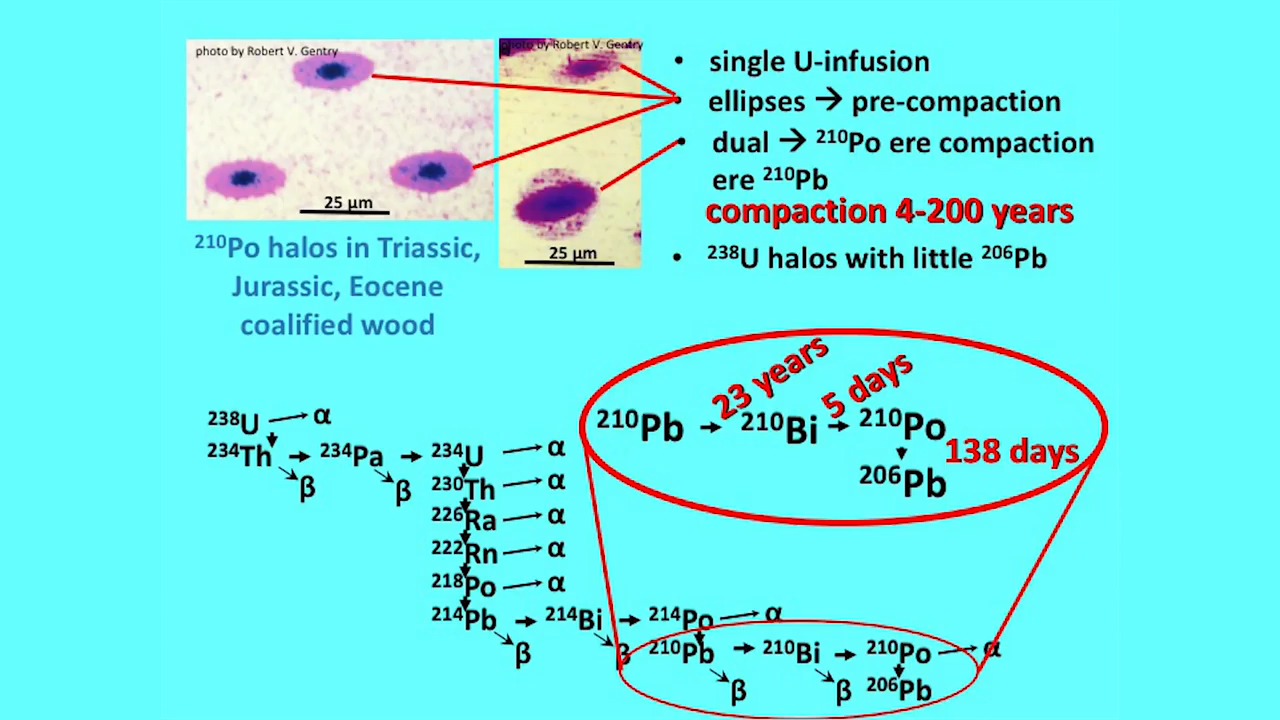 photo by Robert V. Gentry
photo by Robert V. Gentry
25 µm
25 µm
²¹⁰Po halos in Triassic,
Jurassic, Eocene
coalified wood
• single U-infusion
• ellipses → pre-compaction
• dual → ²¹⁰Po ere compaction
ere ²¹⁰Pb
compaction 4-200 years
• ²³⁸U halos with little ²⁰⁶Pb
23 years
5 days
²¹⁰Pb → ²¹⁰Bi → ²¹⁰Po
138 days
²⁰⁶Pb
²³⁸U → α
²³⁴Th → ²³⁴Pa → ²³⁴U → α
β β
²³⁰Th → α
²²⁶Ra → α
²²²Rn → α
²¹⁸Po → α
²¹⁴Pb → ²¹⁴Bi → ²¹⁴Po → α
β β ²¹⁰Pb → ²¹⁰Bi → ²¹⁰Po → α
β β ²⁰⁶Pb